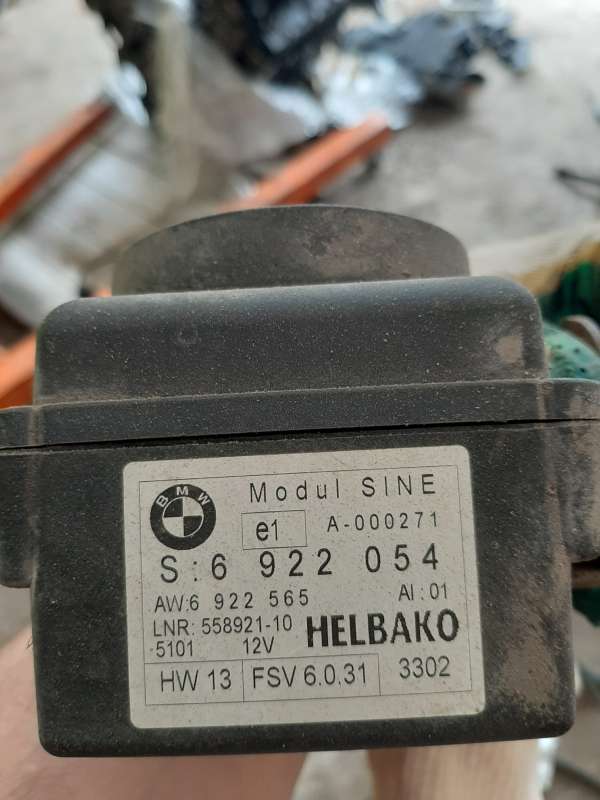 BMW
Modul SINE
e1 A-000271
S:6 922 054
AW:6 922 565 AI:01
LNR: 558921-10 HELBAKO
-5101 12V
HW 13 FSV 6.0.31 3302